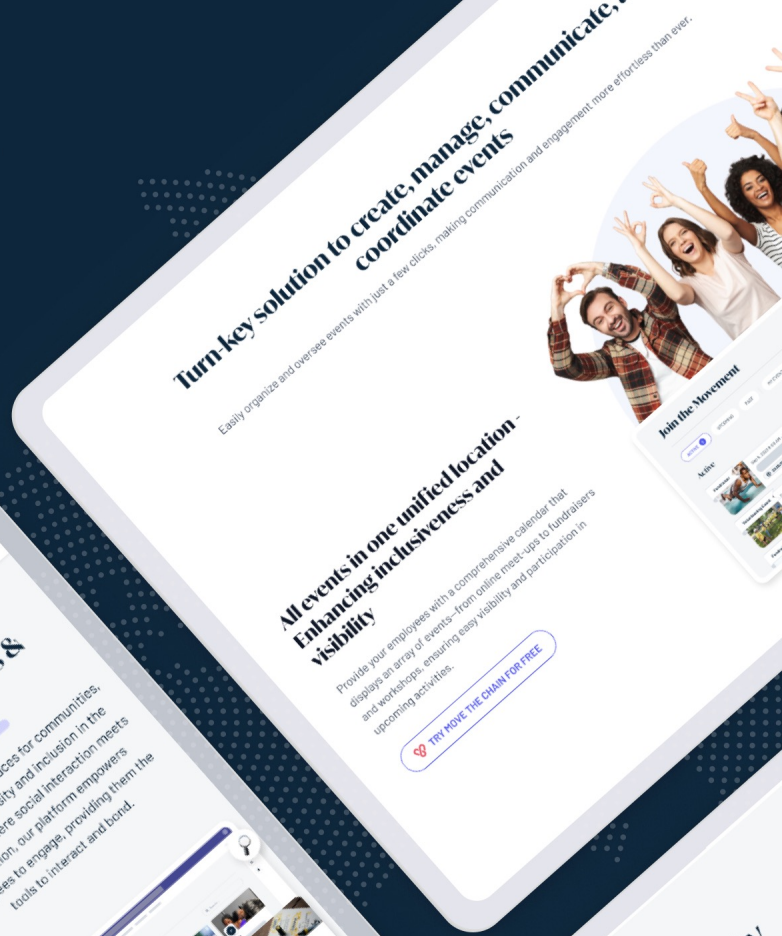 Turn-key solution to create, manage, communicate,
coordinate events
Easily organize and oversee events with just a few clicks, making communication and engagement more effortless than ever.
All events in one unified location -
Enhancing inclusiveness and
visibility
Provide your employees with a comprehensive calendar that
displays an array of events—from online meet-ups to fundraisers
and workshops, ensuring easy visibility and participation in
upcoming activities.
TRY MOVE THE CHAIN FOR FREE
Join the Movement
ACTIVE
UPCOMING
PAST
Active
&
for communities,
and inclusion in the
social interaction meets
our platform empowers
to engage, providing them the
tools to interact and bond.